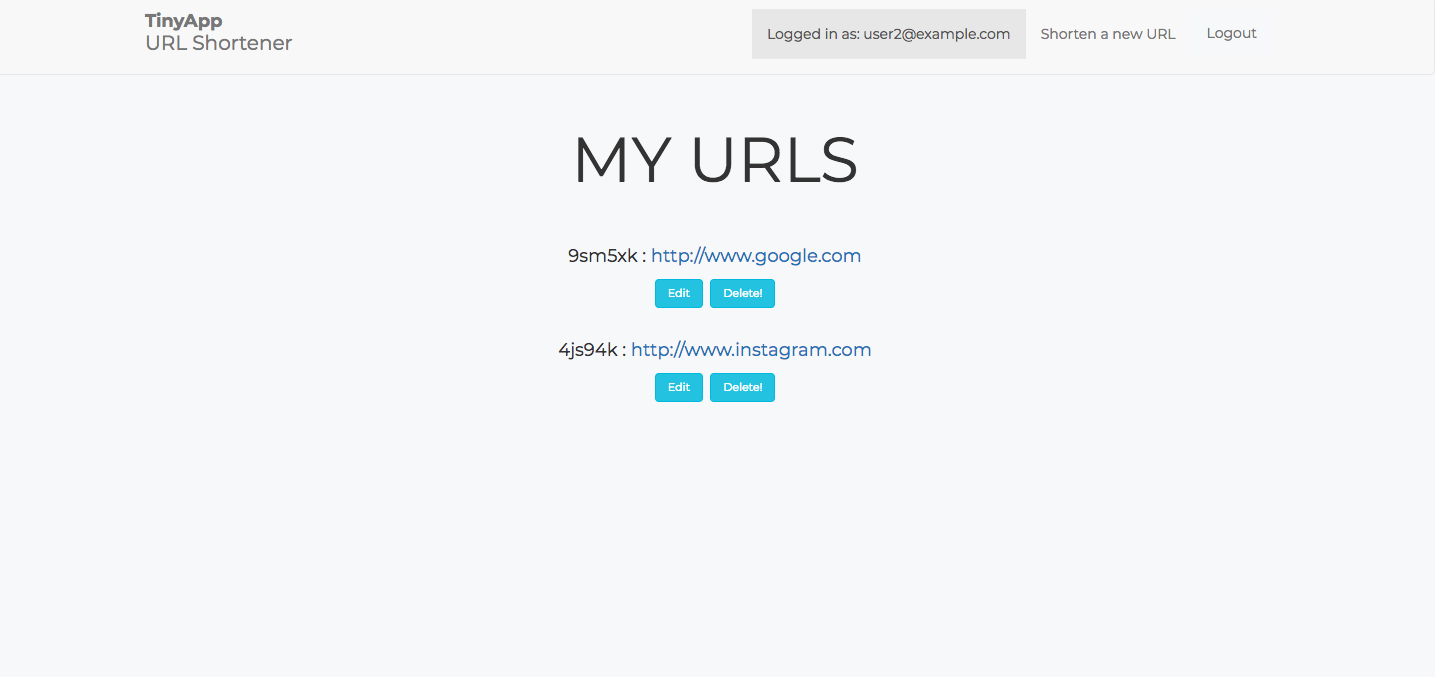 TinyApp
URL Shortener
Logged in as: user2@example.com
Shorten a new URL
Logout
MY URLS
9sm5xk : http://www.google.com
Edit
Delete!
4js94k : http://www.instagram.com
Edit
Delete!